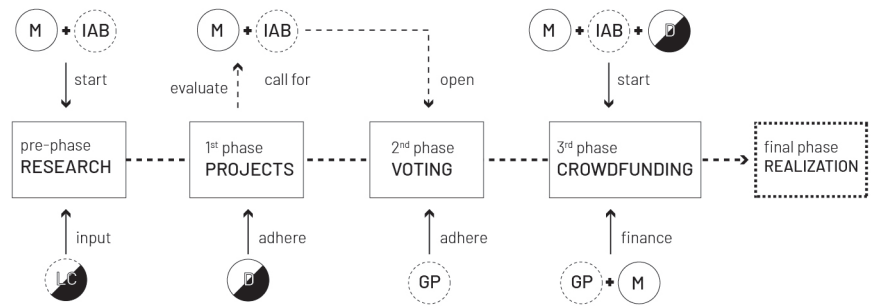 M + IAB
M + IAB
M + IAB + D
start
evaluate
call for
open
start
pre-phase
RESEARCH
1st phase
PROJECTS
2nd phase
VOTING
3rd phase
CROWDFUNDING
final phase
REALIZATION
input
adhere
adhere
finance
LC
D
GP
GP + M